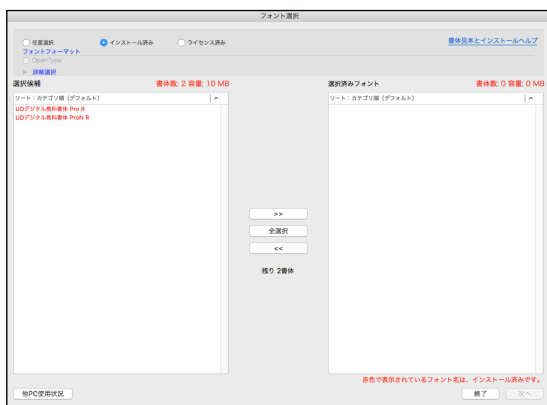 フォント選択
任意選択 インストール済み ライセンス済み 書体見本とインストールヘルプ
フォントフォーマット
OpenType
詳細選択
選択候補 書体数: 2 容量: 10 MB 選択済みフォント 書体数: 0 容量: 0 MB
ソート：カテゴリ順（デフォルト） ソート：カテゴリ順（デフォルト）
UDデジタル教科書体 Pro R
UDデジタル教科書体 ProN R
>>
全選択
<<
残り 2書体
赤色で表示されているフォント名は、インストール済みです。
他PC使用状況 終了 次へ